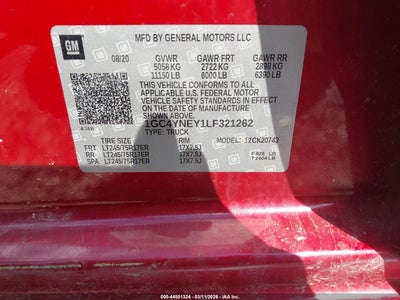 GM
MFD BY GENERAL MOTORS LLC
08/20 GVWR GAWR FRT GAWR RR
5058 KG 2722 KG 2898 KG
11150 LB 6000 LB 6390 LB
THIS VEHICLE CONFORMS TO ALL APPLICABLE
U.S. FEDERAL MOTOR VEHICLE SAFETY
STANDARDS IN EFFECT ON THE DATE OF
MANUFACTURE SHOWN ABOVE.
1GC4YNEY1LF321262
TYPE: TRUCK
TIRE SIZE RIM MODEL: 12CK20743
FRT LT245/75R17ER 17X7.5J
RR LT245/75R17ER 17X7.5J
SPA LT245/75R17ER 17X7.5J
000-44551324 - 03/11/2026 - IAA Inc.